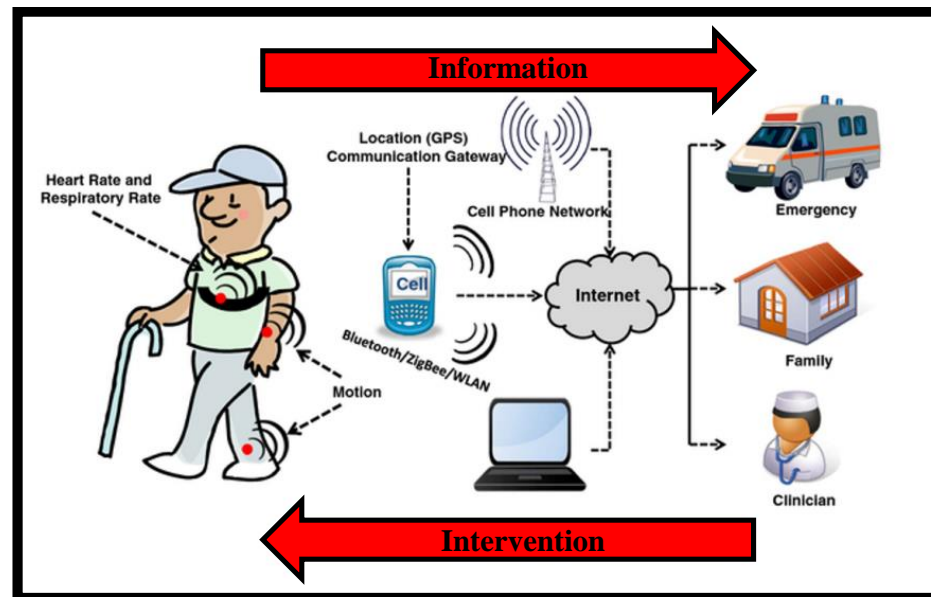 Information
Location (GPS)
Communication Gateway
Heart Rate and
Respiratory Rate
Cell Phone Network
Emergency
Cell
Internet
Bluetooth/ZigBee/WLAN
Family
Motion
Clinician
Intervention